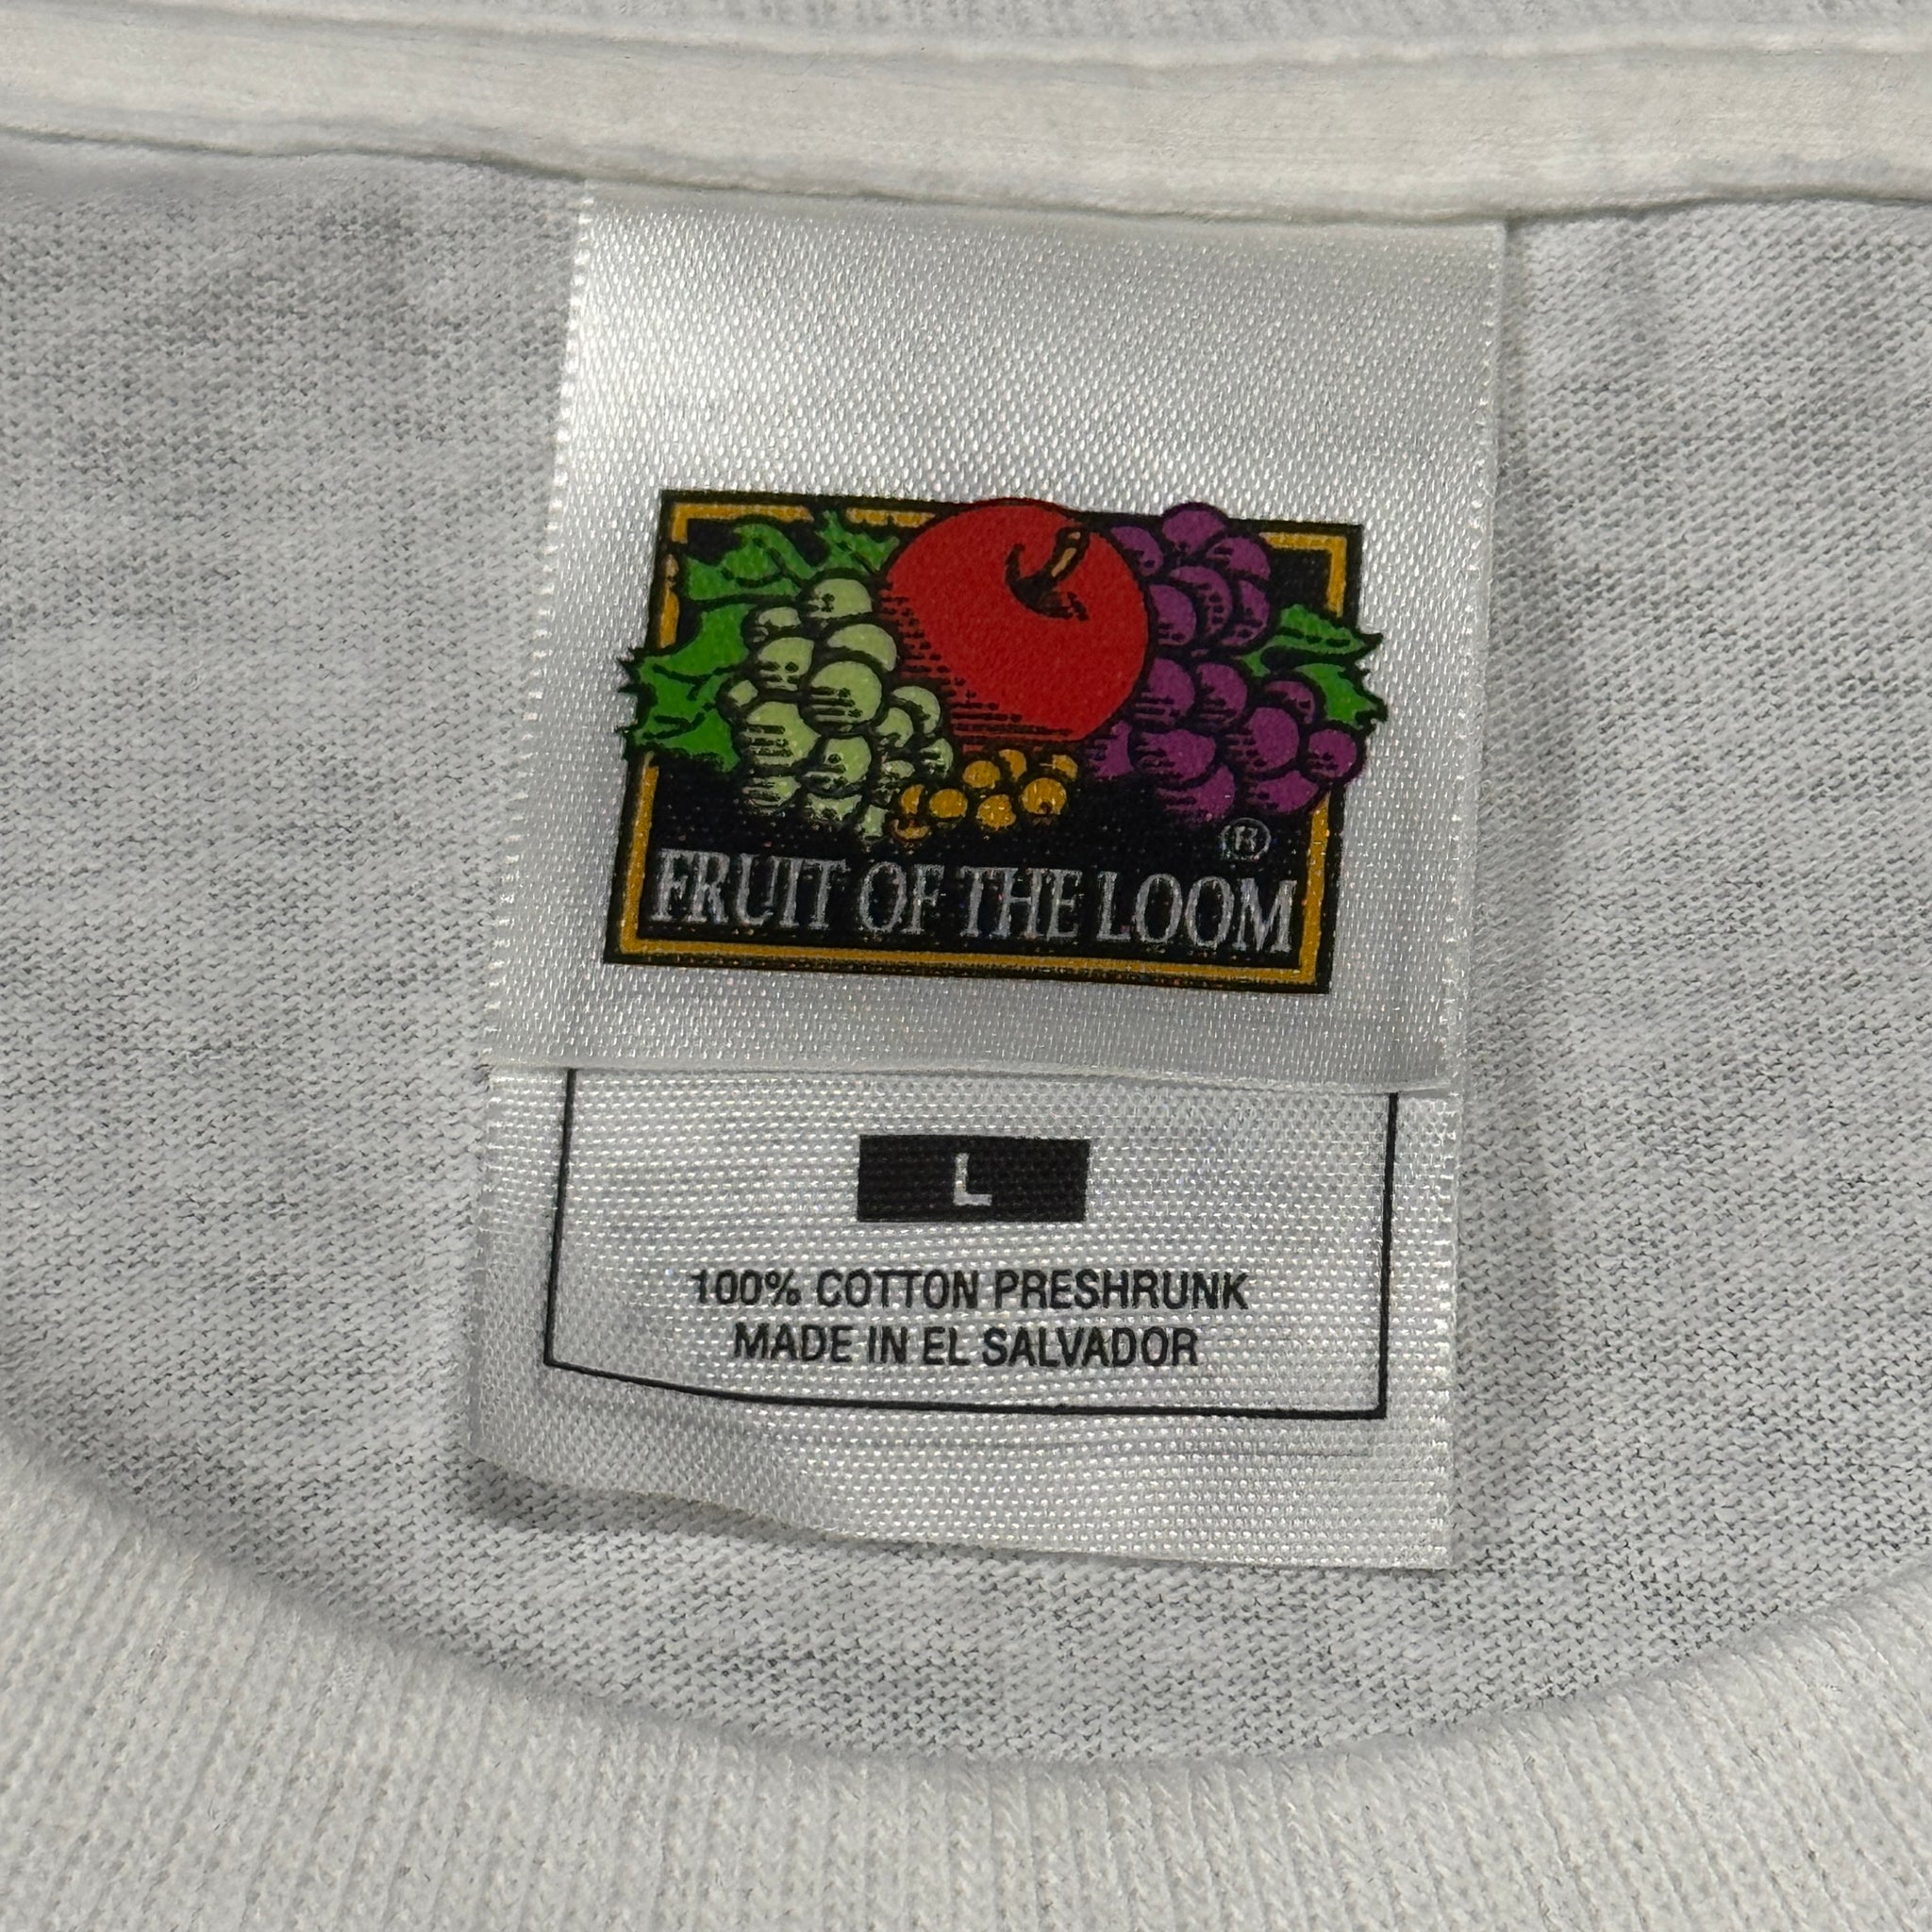 ®
FRUIT OF THE LOOM
L
100% COTTON PRESHRUNK
MADE IN EL SALVADOR